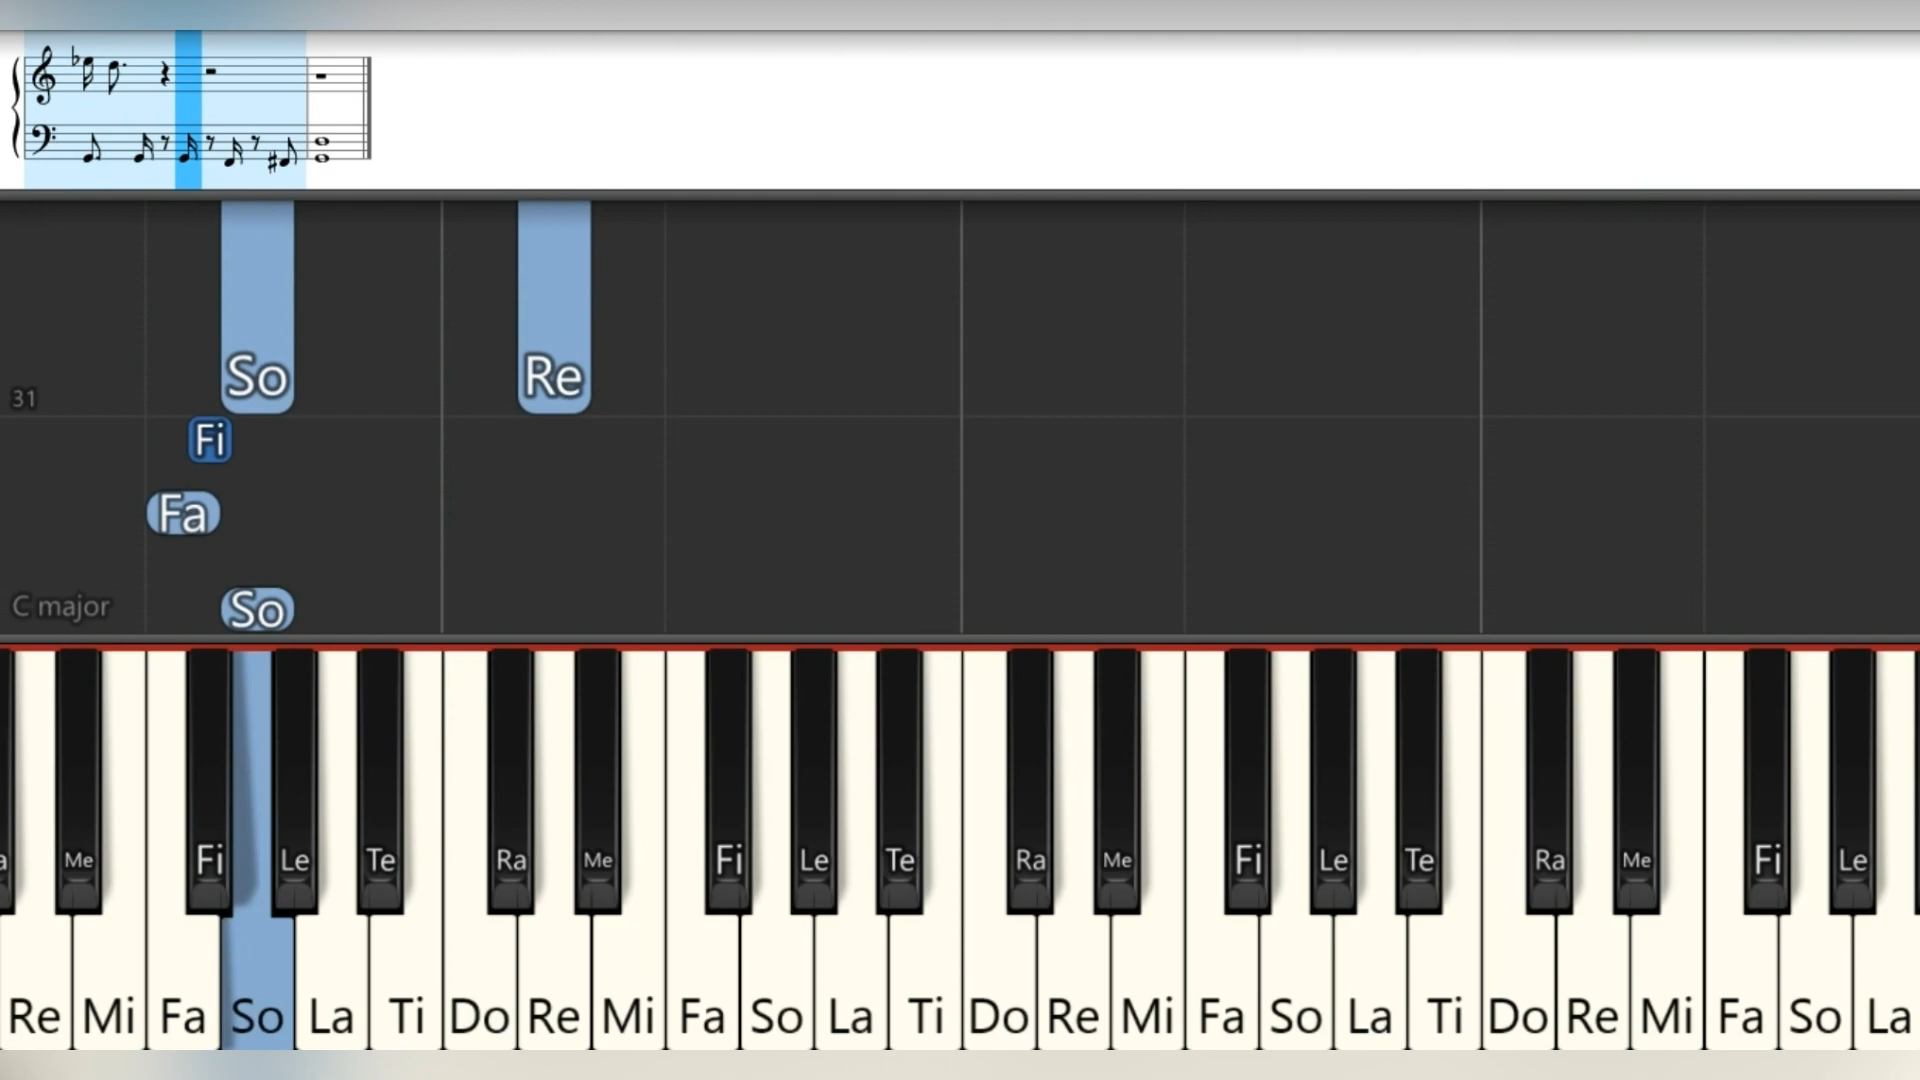 So Re
31
Fi
Fa
C major So
Me Fi Le Te Ra Me Fi Le Te Ra Me Fi Le Te Ra Me Fi Le
Re Mi Fa So La Ti Do Re Mi Fa So La Ti Do Re Mi Fa So La Ti Do Re Mi Fa So La